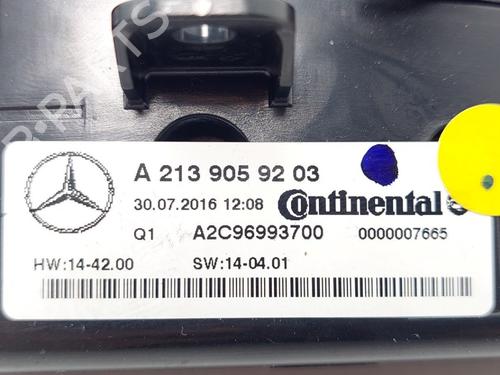 A 213 905 92 03
30.07.2016 12:08 Continental
Q1 A2C96993700 0000007665
HW:14-42.00 SW:14-04.01